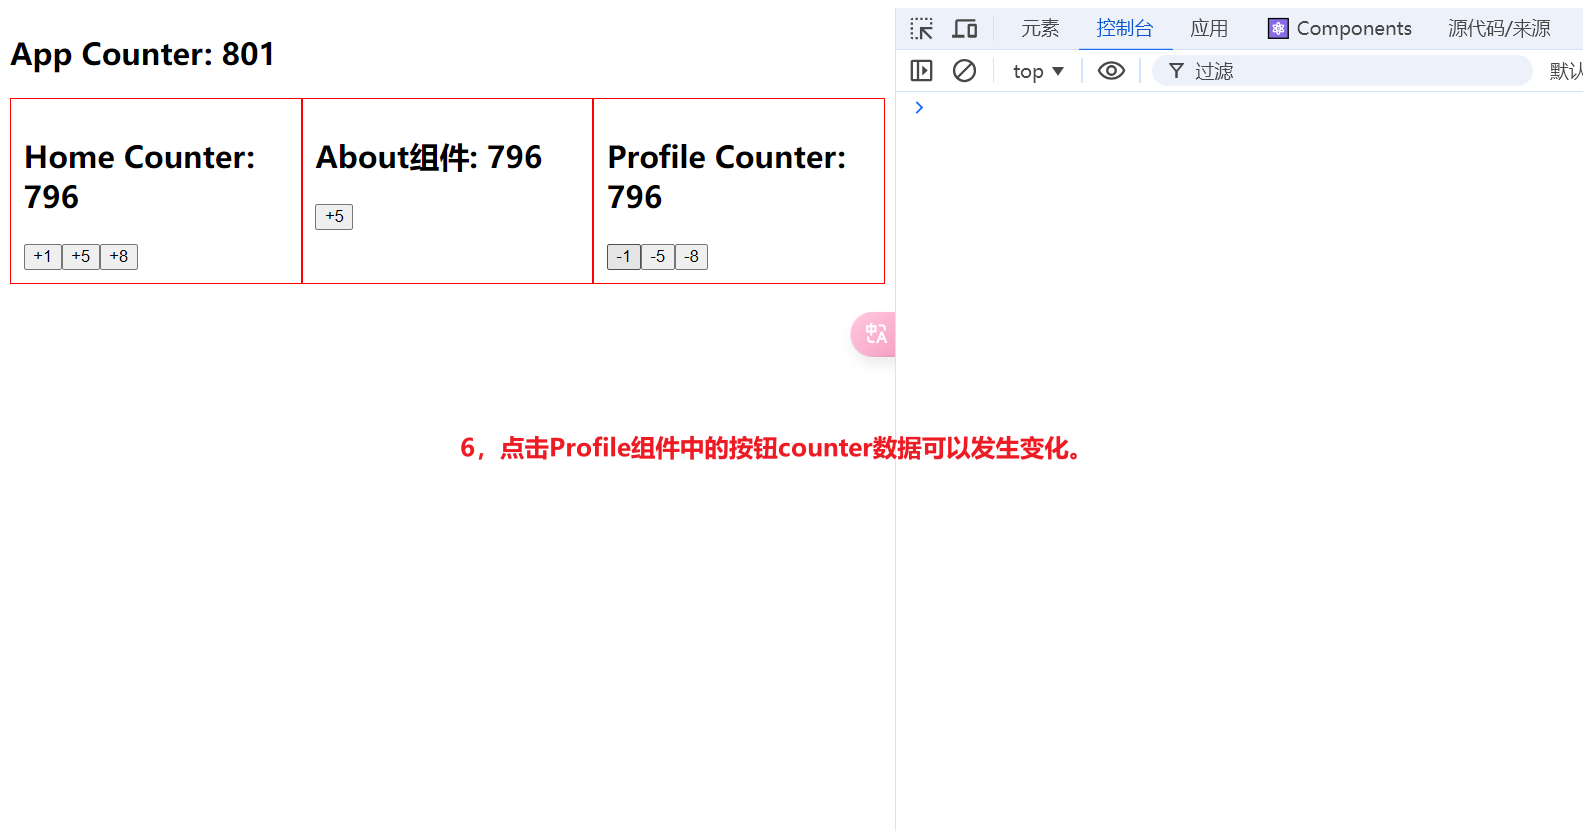 App Counter: 801
Home Counter:
796
+1 +5 +8
About组件: 796
+5
Profile Counter:
796
-1 -5 -8
元素 控制台 应用 Components 源代码/来源
top 过滤 默认
中A
6，点击Profile组件中的按钮counter数据可以发生变化。